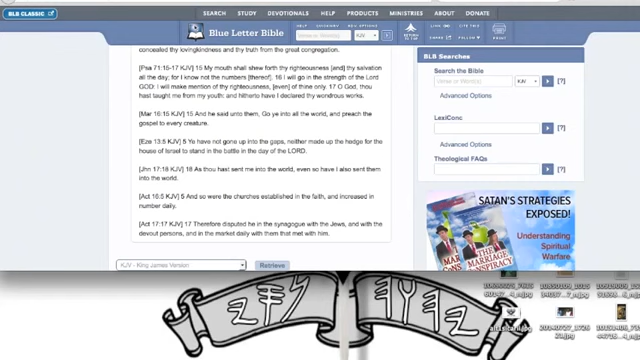 BLB CLASSIC
SEARCH STUDY DEVOTIONALS HELP PRODUCTS MINISTRIES ABOUT DONATE
Blue Letter Bible
KJV
concealed thy lovingkindness and thy truth from the great congregation.
[Psa 71:15-17 KJV] 15 My mouth shall shew forth thy righteousness [and] thy salvation
all the day; for I know not the numbers [thereof]. 16 I will go in the strength of the Lord
GOD: I will make mention of thy righteousness, [even] of thine only. 17 O God, thou
hast taught me from my youth: and hitherto have I declared thy wondrous works.
[Mar 16:15 KJV] 15 And he said unto them, Go ye into all the world, and preach the
gospel to every creature.
[Eze 13:5 KJV] 5 Ye have not gone up into the gaps, neither made up the hedge for the
house of Israel to stand in the battle in the day of the LORD.
[Jhn 17:18 KJV] 18 As thou hast sent me into the world, even so have I also sent them
into the world.
[Act 16:5 KJV] 5 And so were the churches established in the faith, and increased in
number daily.
[Act 17:17 KJV] 17 Therefore disputed he in the synagogue with the Jews, and with the
devout persons, and in the market daily with them that met with him.
KJV - King James Version Retrieve
BLB Searches
Search the Bible
Verse or Word(s) KJV [?]
Advanced Options
LexiConc
[?]
Advanced Options
Theological FAQs
[?]
SATAN'S STRATEGIES
EXPOSED!
Understanding
Spiritual
Warfare
THE
MARRIAGE